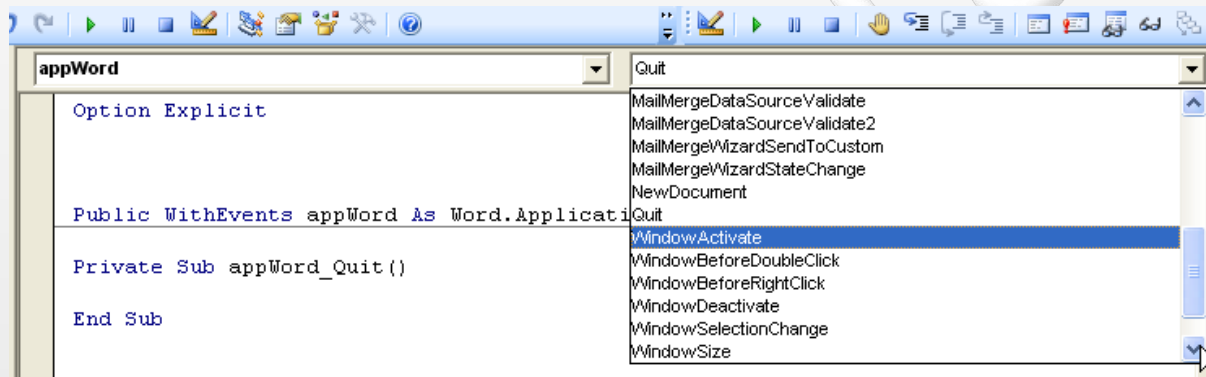 appWord
Quit
Option Explicit
Public WithEvents appWord As Word.Applicati
Private Sub appWord_Quit()
End Sub
MailMergeDataSourceValidate
MailMergeDataSourceValidate2
MailMergeWizardSendToCustom
MailMergeWizardStateChange
NewDocument
Quit
WindowActivate
WindowBeforeDoubleClick
WindowBeforeRightClick
WindowDeactivate
WindowSelectionChange
WindowSize